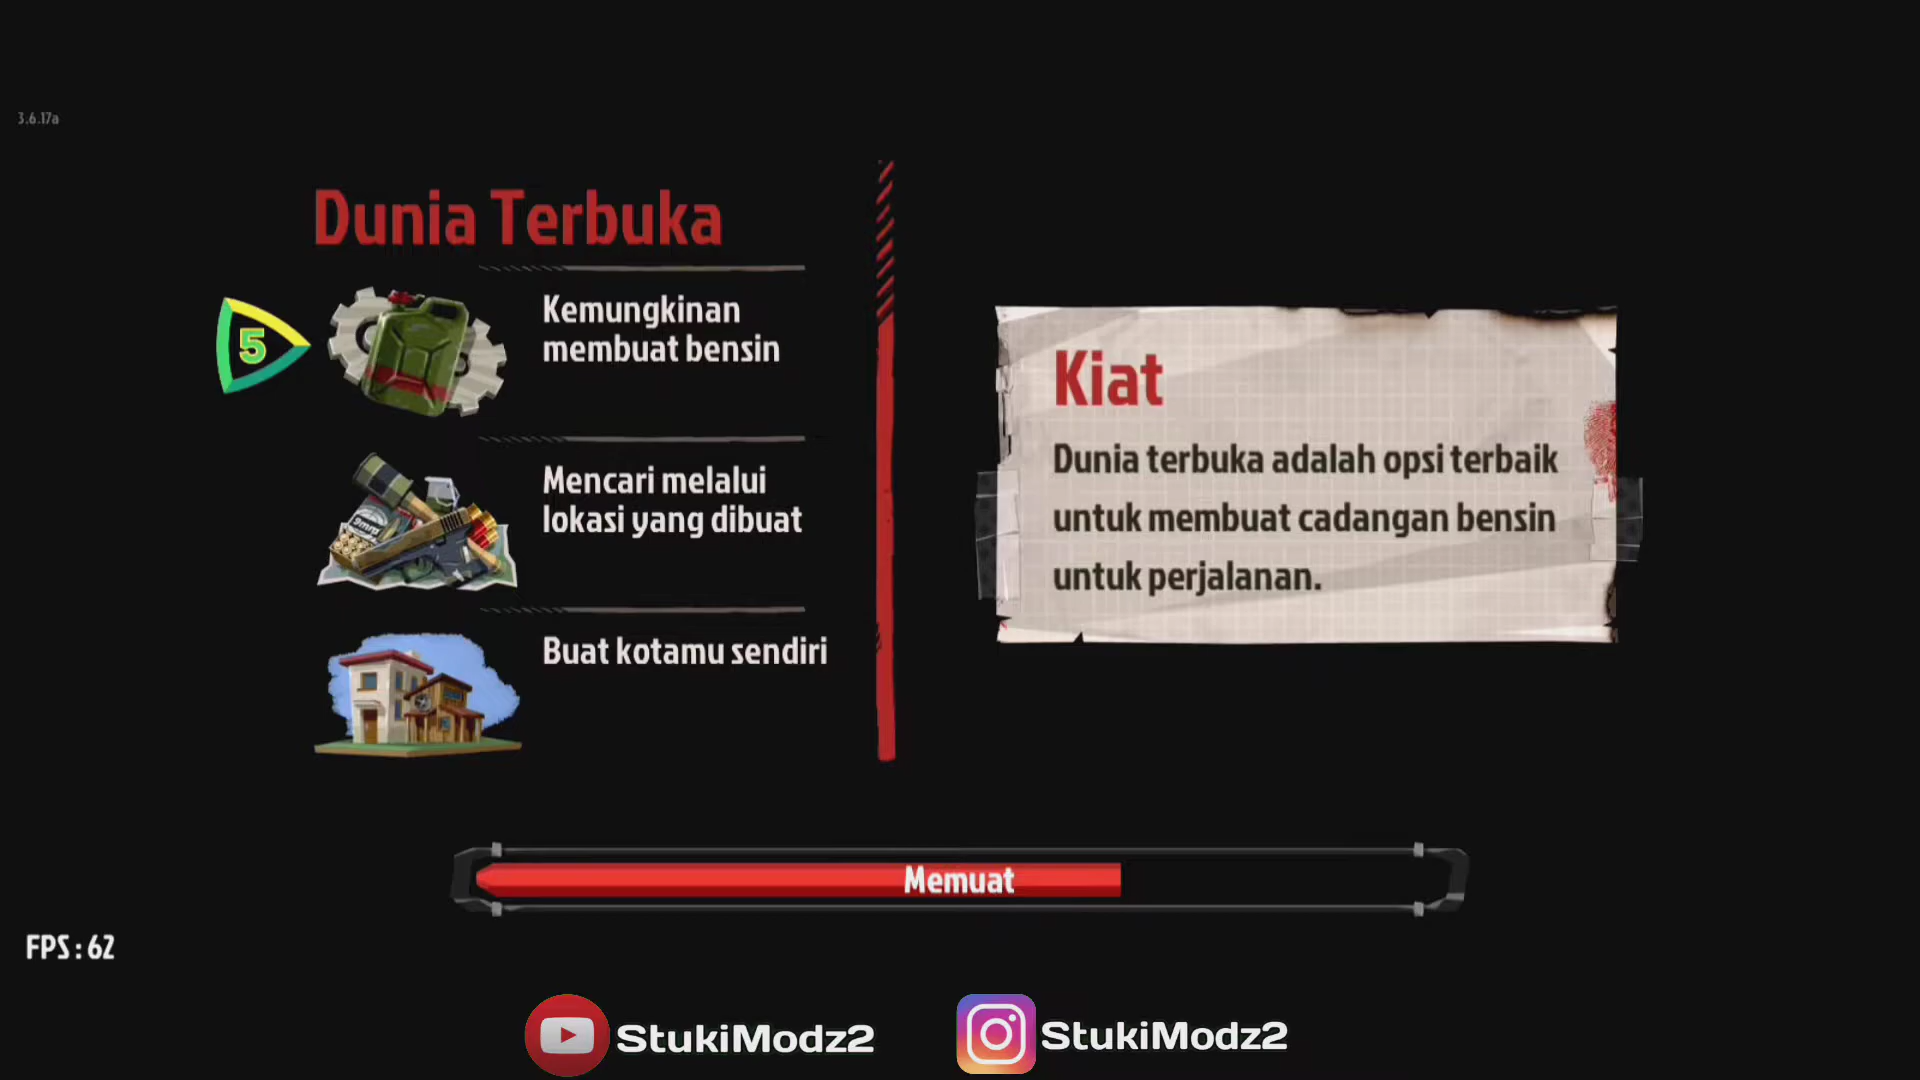 3.6.17a
Dunia Terbuka
5
Kemungkinan
membuat bensin
9mm
Mencari melalui
lokasi yang dibuat
Buat kotamu sendiri
Kiat
Dunia terbuka adalah opsi terbaik
untuk membuat cadangan bensin
untuk perjalanan.
Memuat
FPS : 62
StukiModz2
StukiModz2